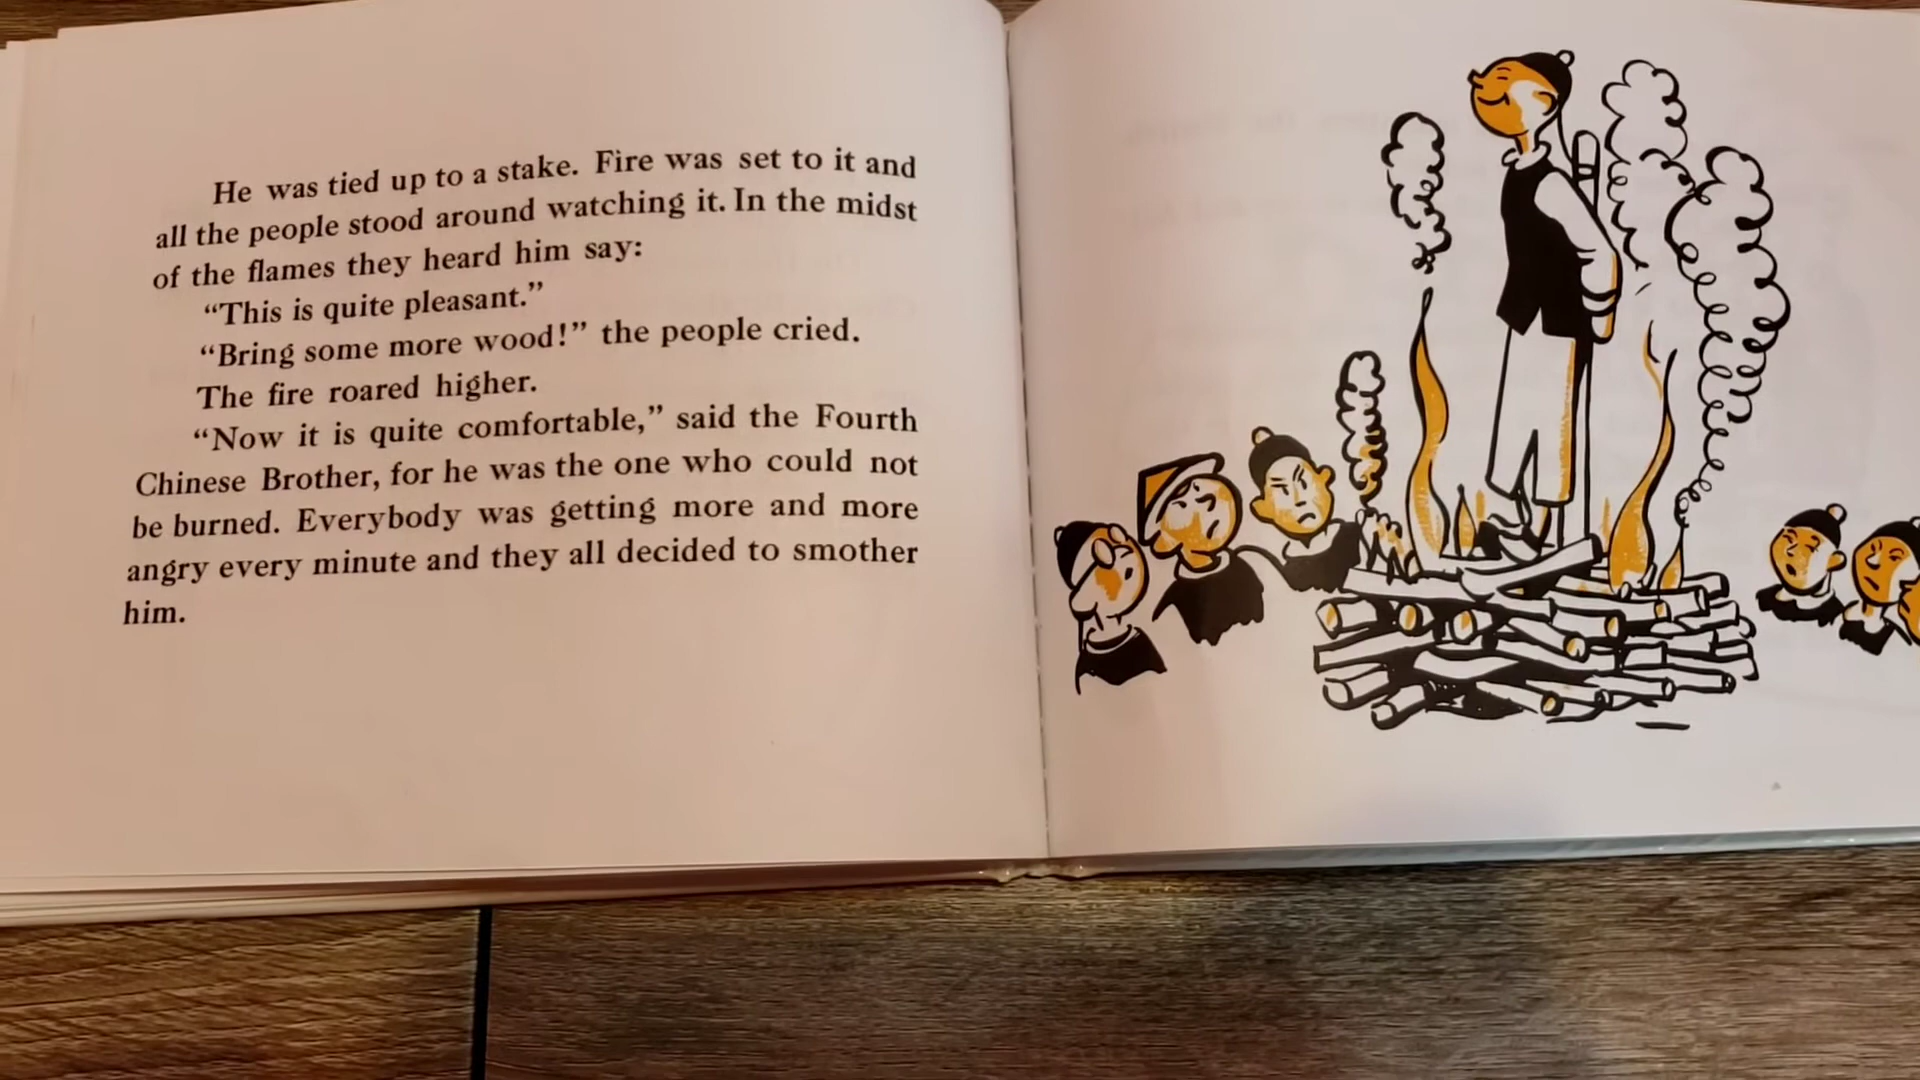 He was tied up to a stake. Fire was set to it and
all the people stood around watching it. In the midst
of the flames they heard him say:
“This is quite pleasant.”
“Bring some more wood!” the people cried.
The fire roared higher.
“Now it is quite comfortable,” said the Fourth
Chinese Brother, for he was the one who could not
be burned. Everybody was getting more and more
angry every minute and they all decided to smother
him.